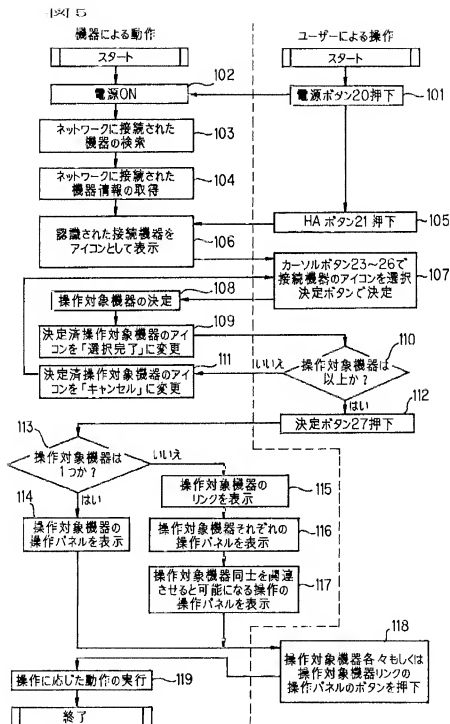 図5
機器による動作
ユーザーによる操作
スタート
スタート
102
電源ON
電源ボタン20押下
101
ネットワークに接続された
機器の検索
103
ネットワークに接続された
機器情報の取得
104
HAボタン21押下
105
認識された接続機器を
アイコンとして表示
106
カーソルボタン23~26で
接続機器のアイコンを選択
決定ボタンで決定
107
108
操作対象機器の決定
109
決定済操作対象機器のアイ
コンを「選択完了」に変更
110
操作対象機器は
以上か?
いいえ
はい
111
決定済操作対象機器のアイ
コンを「キャンセル」に変更
112
決定ボタン27押下
113
操作対象機器は
1つか?
いいえ
はい
114
操作対象機器の
操作パネルを表示
操作対象機器の
リンクを表示
115
操作対象機器それぞれの
操作パネルを表示
116
操作対象機器同士を関連
させると可能になる操作の
操作パネルを表示
117
118
操作対象機器各々もしくは
操作対象機器リンクの
操作パネルのボタンを押下
操作に応じた動作の実行
119
終了